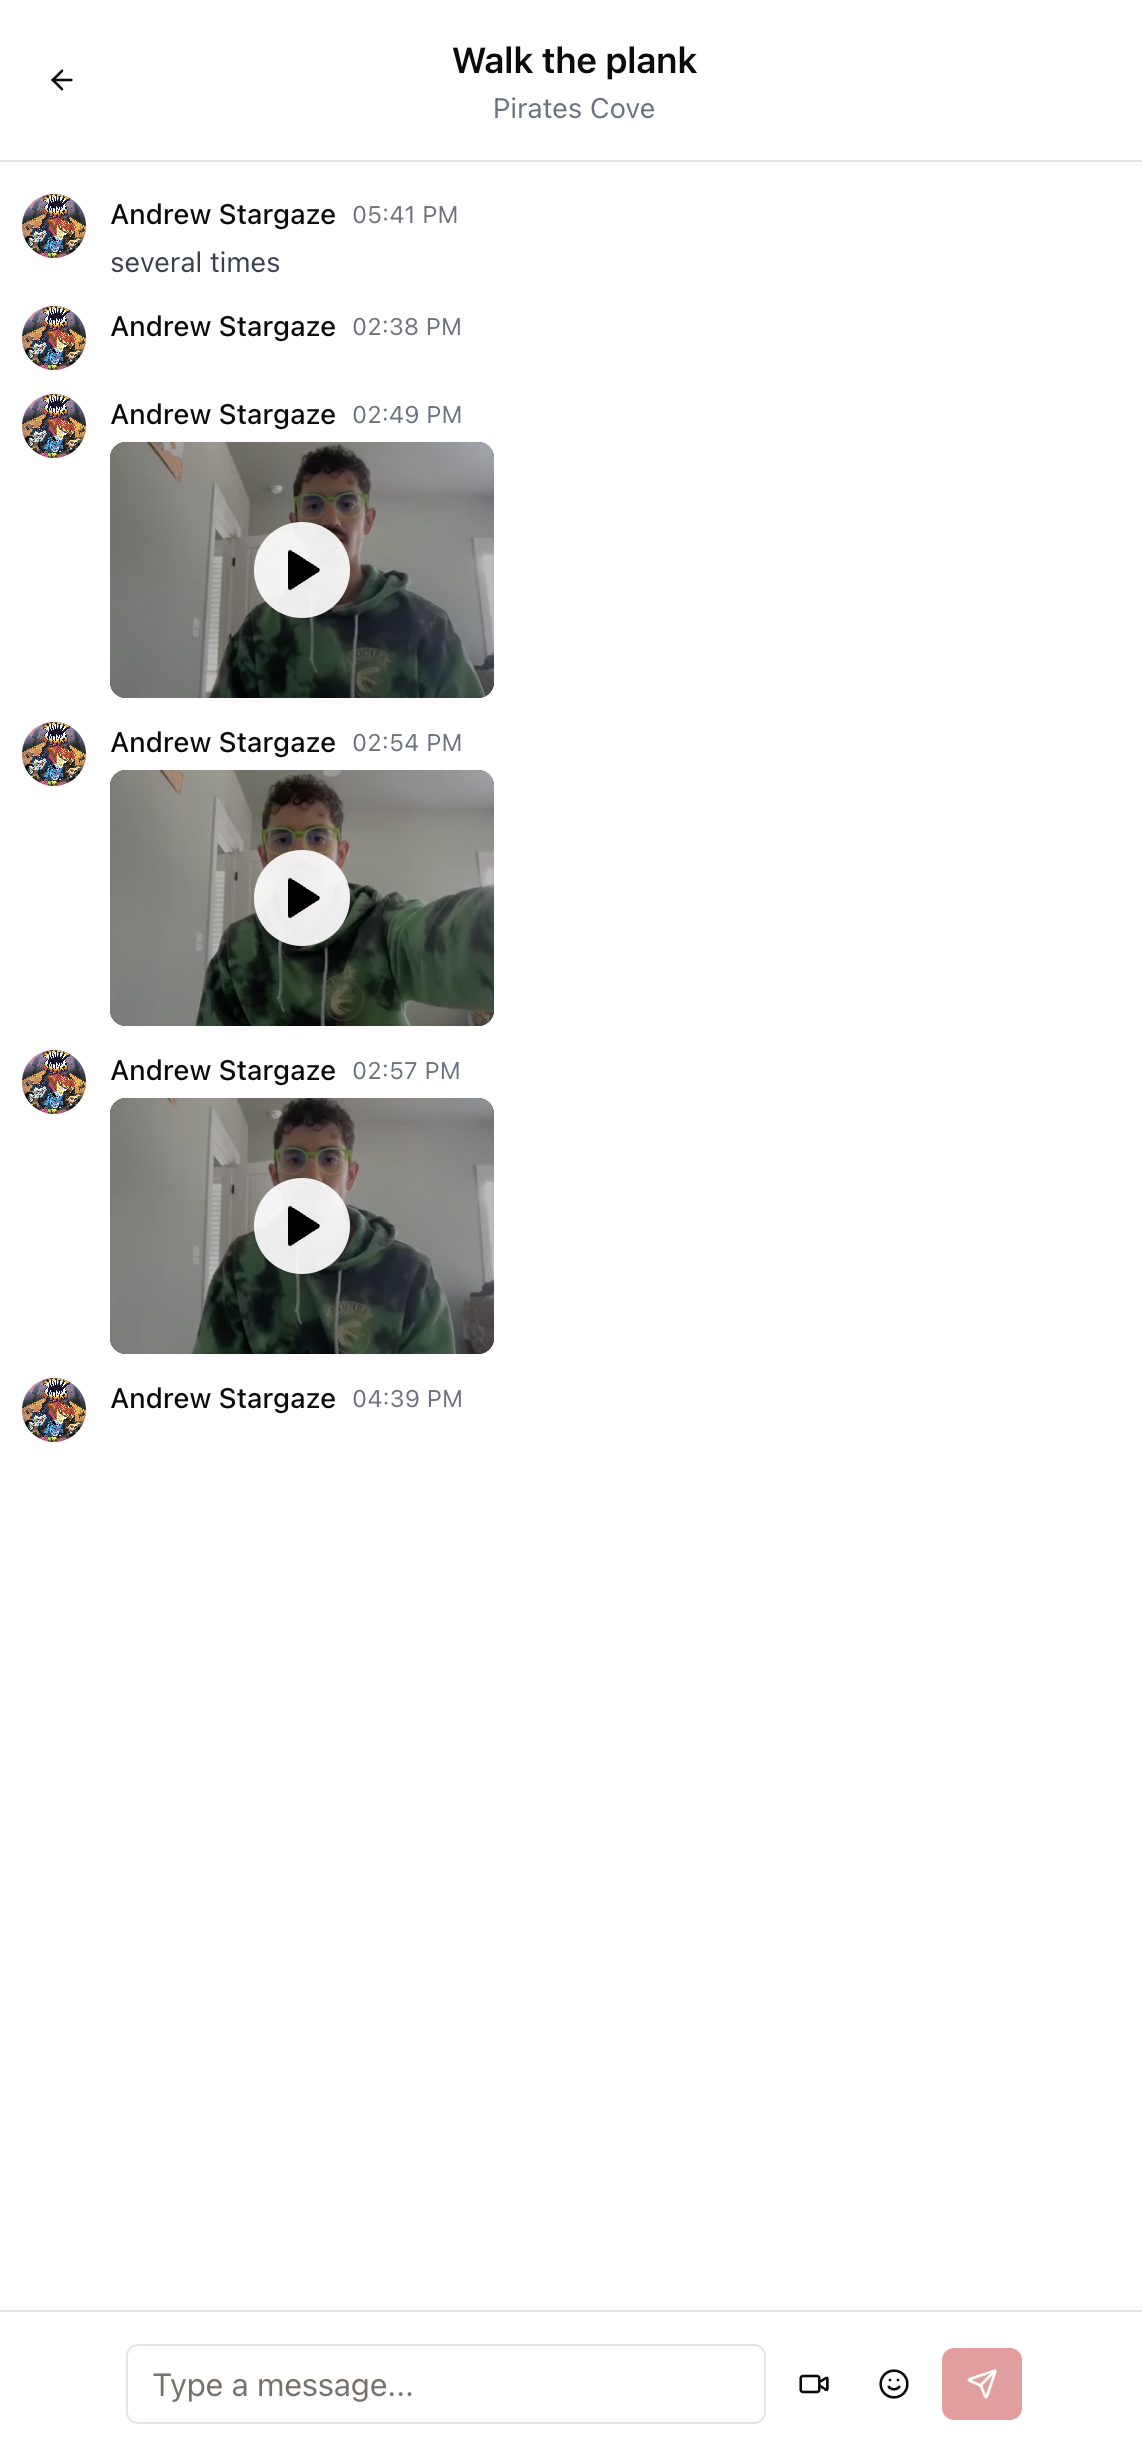 Walk the plank
Pirates Cove
Andrew Stargaze 05:41 PM
several times
Andrew Stargaze 02:38 PM
Andrew Stargaze 02:49 PM
Andrew Stargaze 02:54 PM
Andrew Stargaze 02:57 PM
Andrew Stargaze 04:39 PM
Type a message...